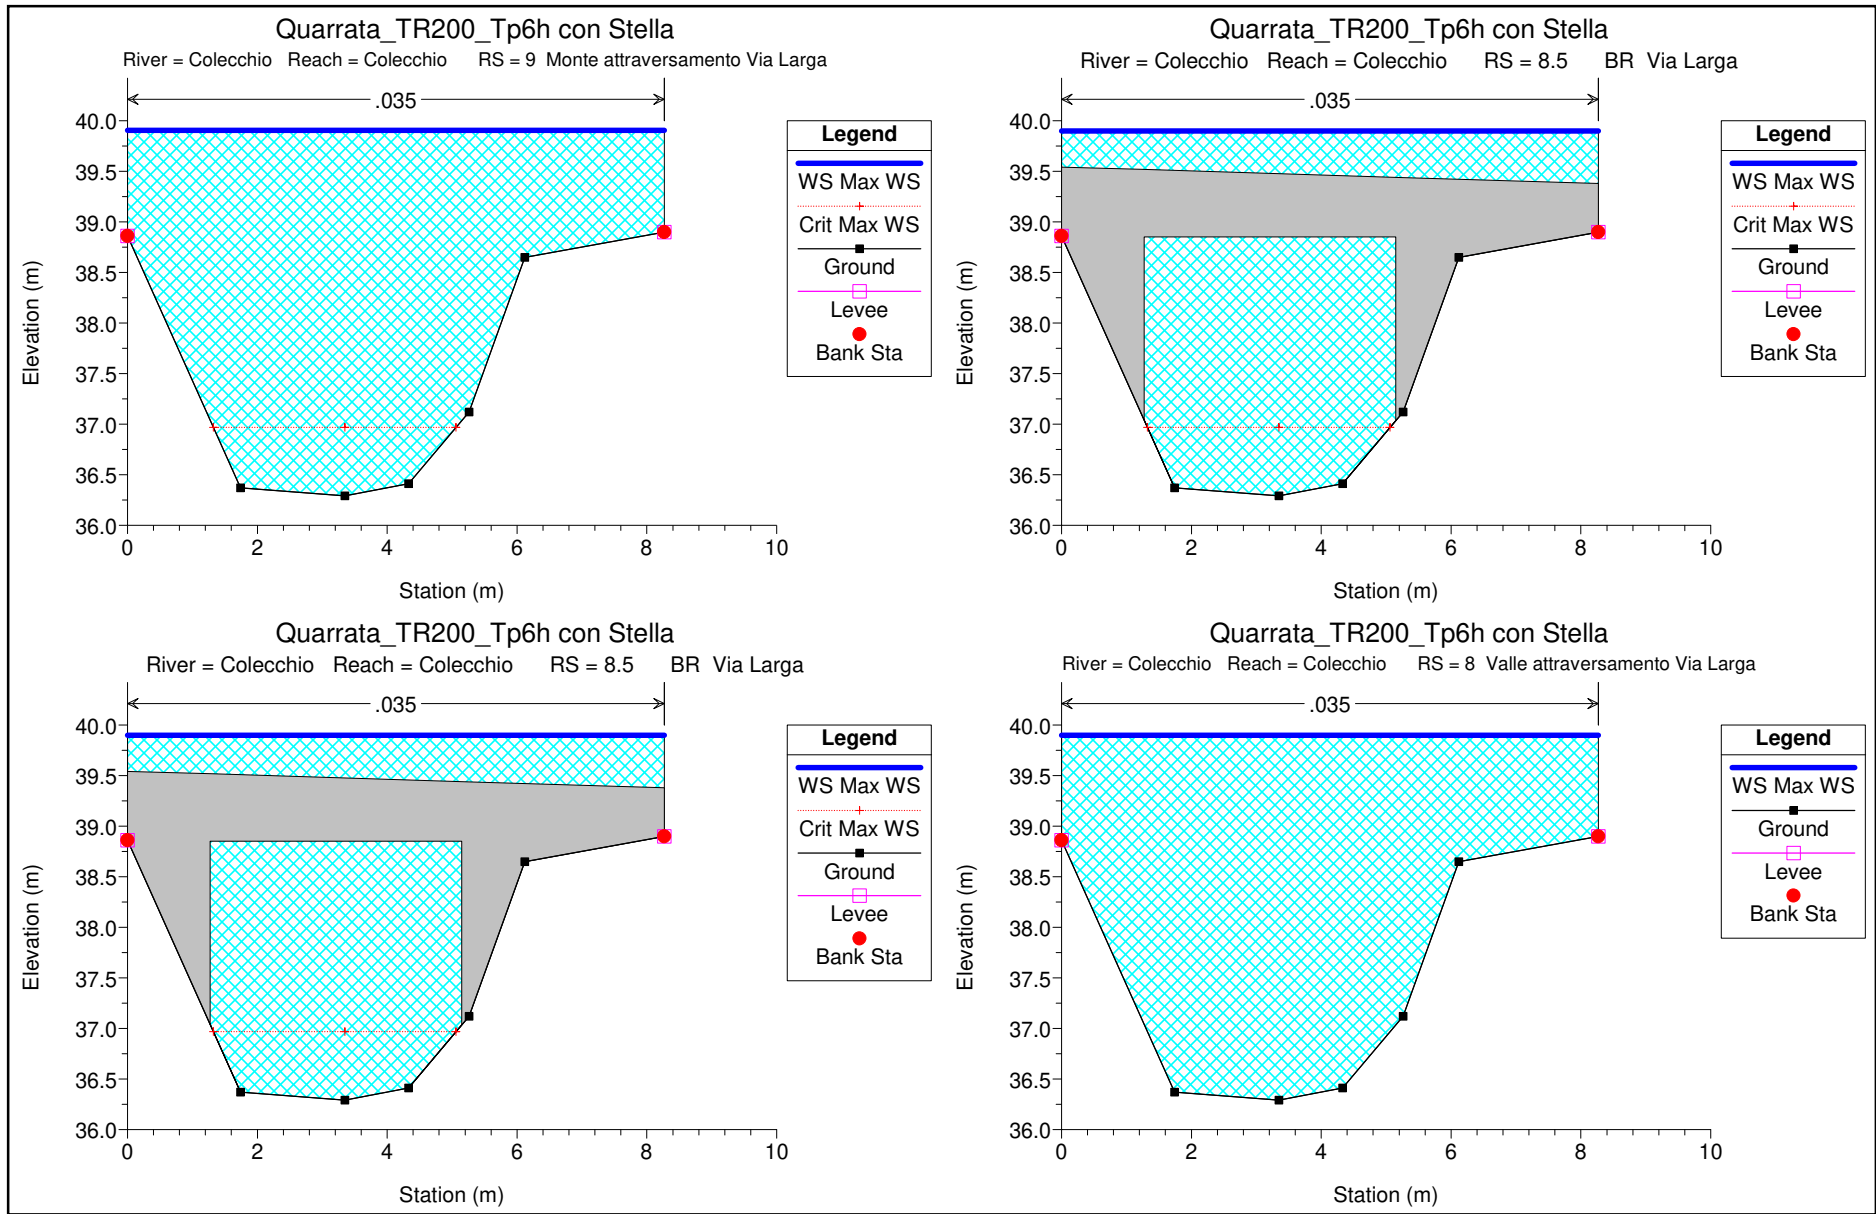 Quarrata_TR200_Tp6h con Stella
River = Colecchio Reach = Colecchio RS = 9 Monte attraversamento Via Larga
.035
40.0
39.5
39.0
38.5
38.0
37.5
37.0
36.5
36.0
Elevation (m)
0 2 4 6 8 10
Station (m)
Legend
WS Max WS
Crit Max WS
Ground
Levee
Bank Sta
Quarrata_TR200_Tp6h con Stella
River = Colecchio Reach = Colecchio RS = 8.5 BR Via Larga
.035
40.0
39.5
39.0
38.5
38.0
37.5
37.0
36.5
36.0
Elevation (m)
0 2 4 6 8 10
Station (m)
Legend
WS Max WS
Crit Max WS
Ground
Levee
Bank Sta
Quarrata_TR200_Tp6h con Stella
River = Colecchio Reach = Colecchio RS = 8.5 BR Via Larga
.035
40.0
39.5
39.0
38.5
38.0
37.5
37.0
36.5
36.0
Elevation (m)
0 2 4 6 8 10
Station (m)
Legend
WS Max WS
Crit Max WS
Ground
Levee
Bank Sta
Quarrata_TR200_Tp6h con Stella
River = Colecchio Reach = Colecchio RS = 8 Valle attraversamento Via Larga
.035
40.0
39.5
39.0
38.5
38.0
37.5
37.0
36.5
36.0
Elevation (m)
0 2 4 6 8 10
Station (m)
Legend
WS Max WS
Ground
Levee
Bank Sta